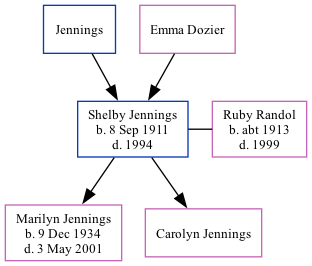 Jennings
Emma Dozier
Shelby Jennings
b. 8 Sep 1911
d. 1994
Ruby Randol
b. abt 1913
d. 1999
Marilyn Jennings
b. 9 Dec 1934
d. 3 May 2001
Carolyn Jennings